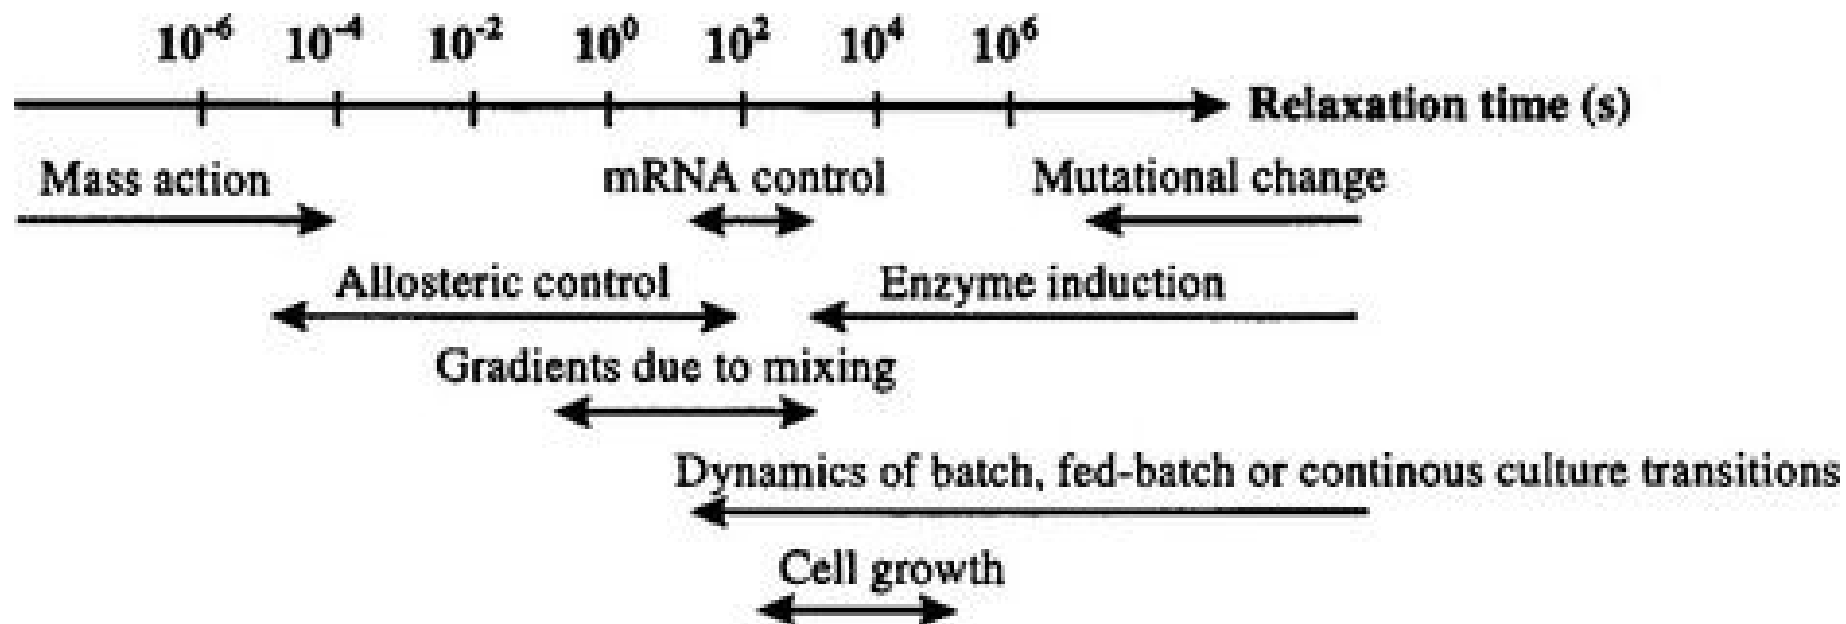 10⁻⁶ 10⁻⁴ 10⁻² 10⁰ 10² 10⁴ 10⁶
Relaxation time (s)
Mass action mRNA control Mutational change
Allosteric control Enzyme induction
Gradients due to mixing
Dynamics of batch, fed-batch or continous culture transitions
Cell growth